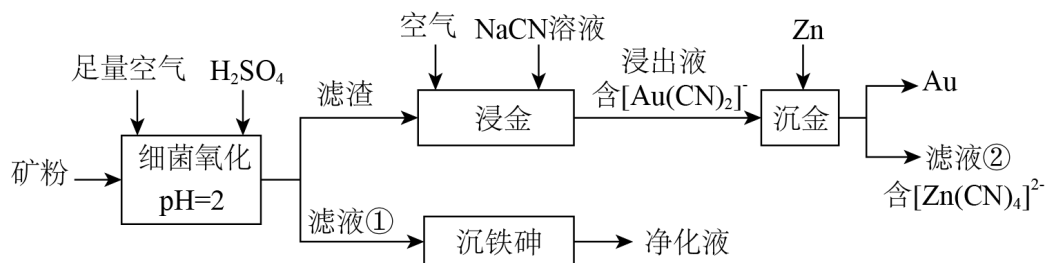 空气
NaCN溶液
Zn
足量空气
H₂SO₄
滤渣
浸出液
含[Au(CN)₂]⁻
Au
浸金
沉金
矿粉
细菌氧化
pH=2
滤液②
含[Zn(CN)₄]²⁻
滤液①
沉铁砷
净化液